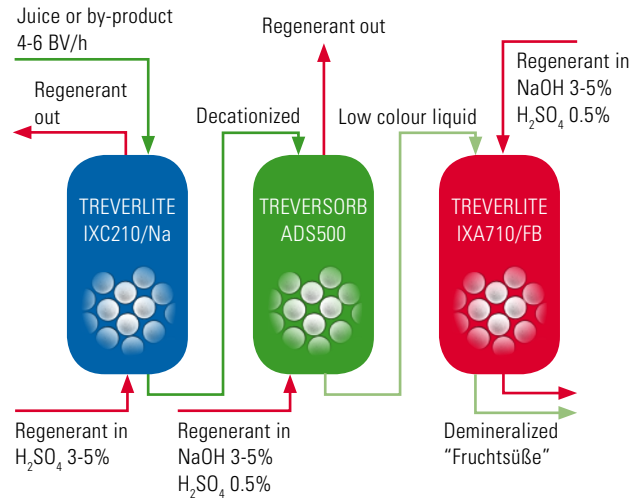 Juice or by-product
4-6 BV/h
Regenerant
out
Decationized
Regenerant out
Low colour liquid
Regenerant in
NaOH 3-5%
H₂SO₄ 0.5%
TREVERLITE
IXC210/Na
TREVERSORB
ADS500
TREVERLITE
IXA710/FB
Regenerant in
H₂SO₄ 3-5%
Regenerant in
NaOH 3-5%
H₂SO₄ 0.5%
Demineralized
“Fruchtsüße”